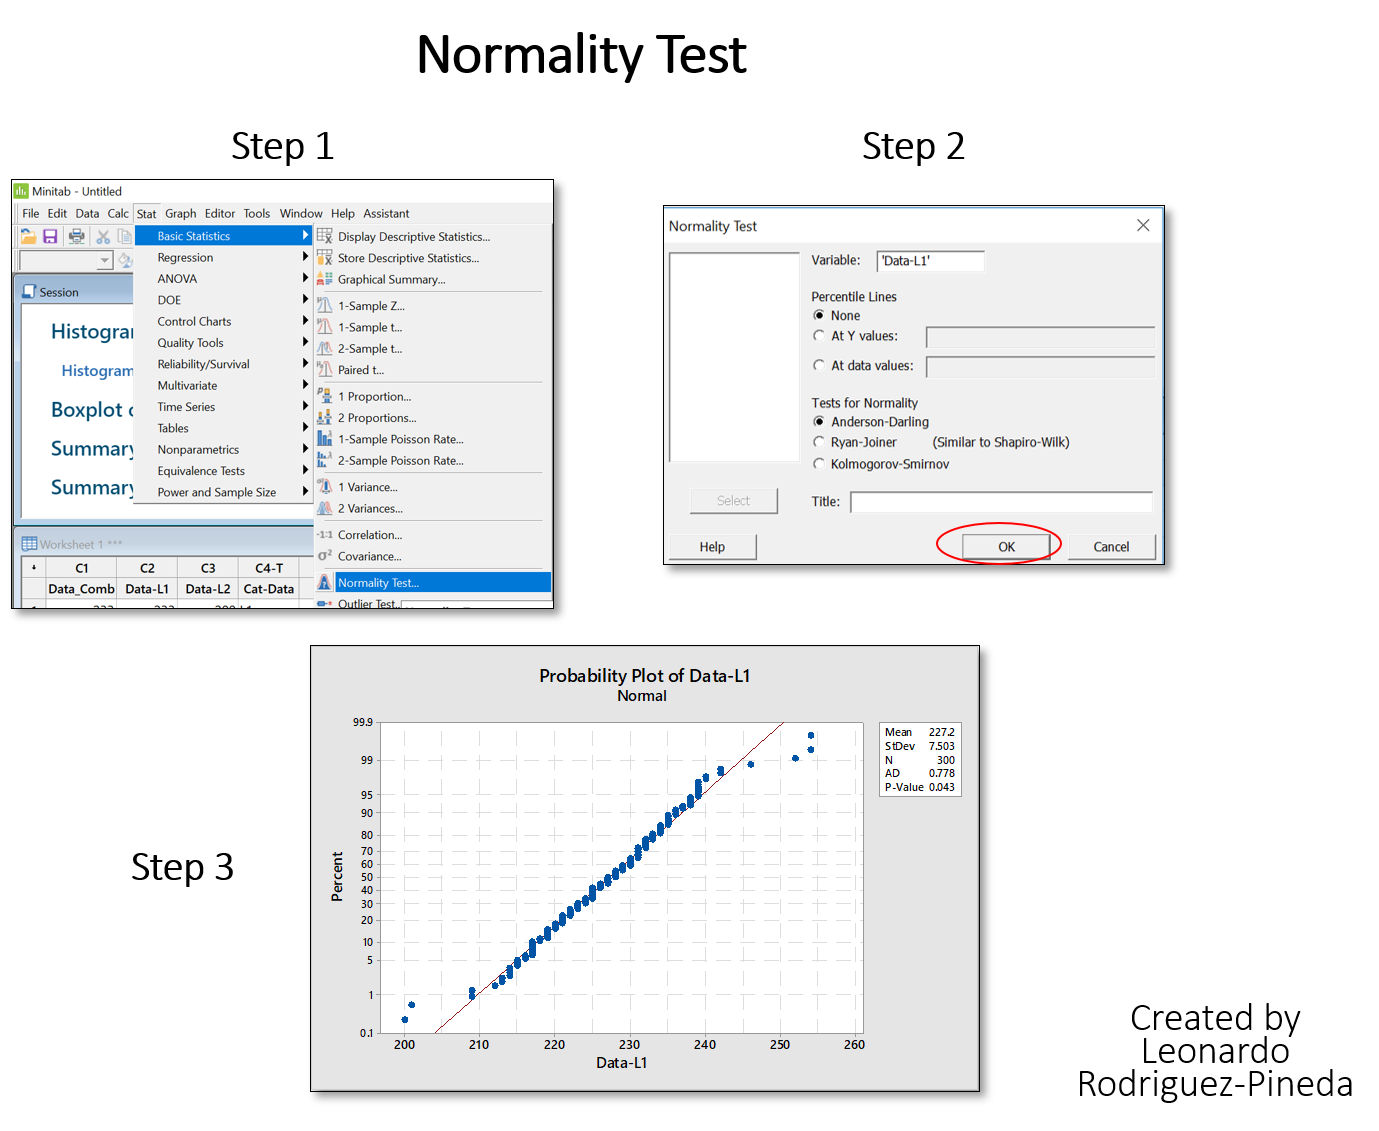 Normality Test
Step 1
Step 2
Minitab - Untitled
File Edit Data Calc Stat Graph Editor Tools Window Help Assistant
Basic Statistics
Regression
ANOVA
DOE
Control Charts
Quality Tools
Reliability/Survival
Multivariate
Time Series
Tables
Nonparametrics
Equivalence Tests
Power and Sample Size
Display Descriptive Statistics...
Store Descriptive Statistics...
Graphical Summary...
1-Sample Z...
1-Sample t...
2-Sample t...
Paired t...
1 Proportion...
2 Proportions...
1-Sample Poisson Rate...
2-Sample Poisson Rate...
1 Variance...
2 Variances...
-1:1 Correlation...
σ² Covariance...
Normality Test...
Outlier Test...
Session
Histogra
Histogram
Boxplot
Summary
Summary
Worksheet 1 ***
C1 C2 C3 C4-T
Data_Comb Data-L1 Data-L2 Cat-Data
Normality Test
Variable: 'Data-L1'
Percentile Lines
None
At Y values:
At data values:
Tests for Normality
Anderson-Darling
Ryan-Joiner (Similar to Shapiro-Wilk)
Kolmogorov-Smirnov
Select
Title:
Help OK Cancel
Step 3
Probability Plot of Data-L1
Normal
99.9
99
95
90
80
70
60
50
40
30
20
10
5
1
0.1
Percent
200 210 220 230 240 250 260
Data-L1
Mean 227.2
StDev 7.503
N 300
AD 0.778
P-Value 0.043
Created by
Leonardo
Rodriguez-Pineda